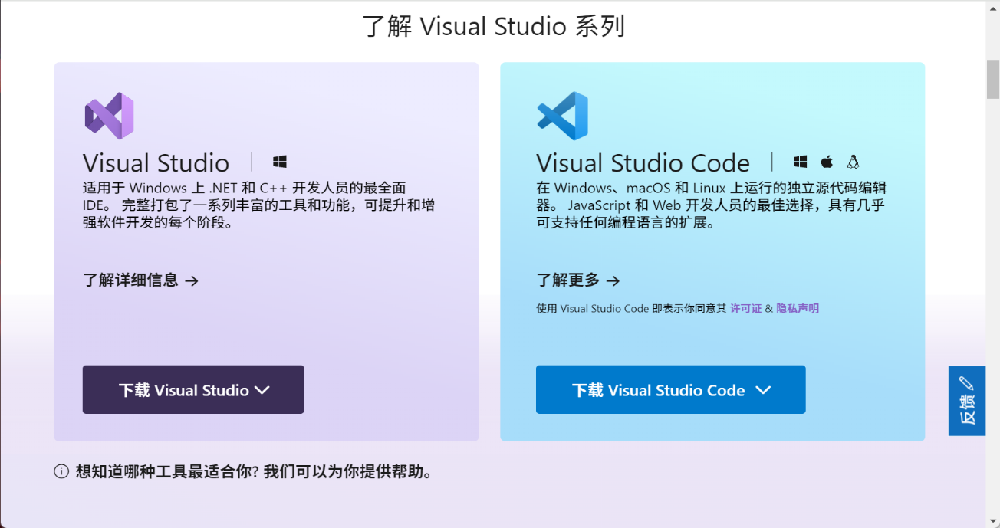 了解 Visual Studio 系列
Visual Studio
适用于 Windows 上 .NET 和 C++ 开发人员的最全面
IDE。 完整打包了一系列丰富的工具和功能，可提升和增
强软件开发的每个阶段。
了解详细信息
下载 Visual Studio
Visual Studio Code
在 Windows、macOS 和 Linux 上运行的独立源代码编辑
器。 JavaScript 和 Web 开发人员的最佳选择，具有几乎
可支持任何编程语言的扩展。
了解更多
使用 Visual Studio Code 即表示你同意其 许可证 & 隐私声明
下载 Visual Studio Code
反馈
想知道哪种工具最适合你? 我们可以为你提供帮助。